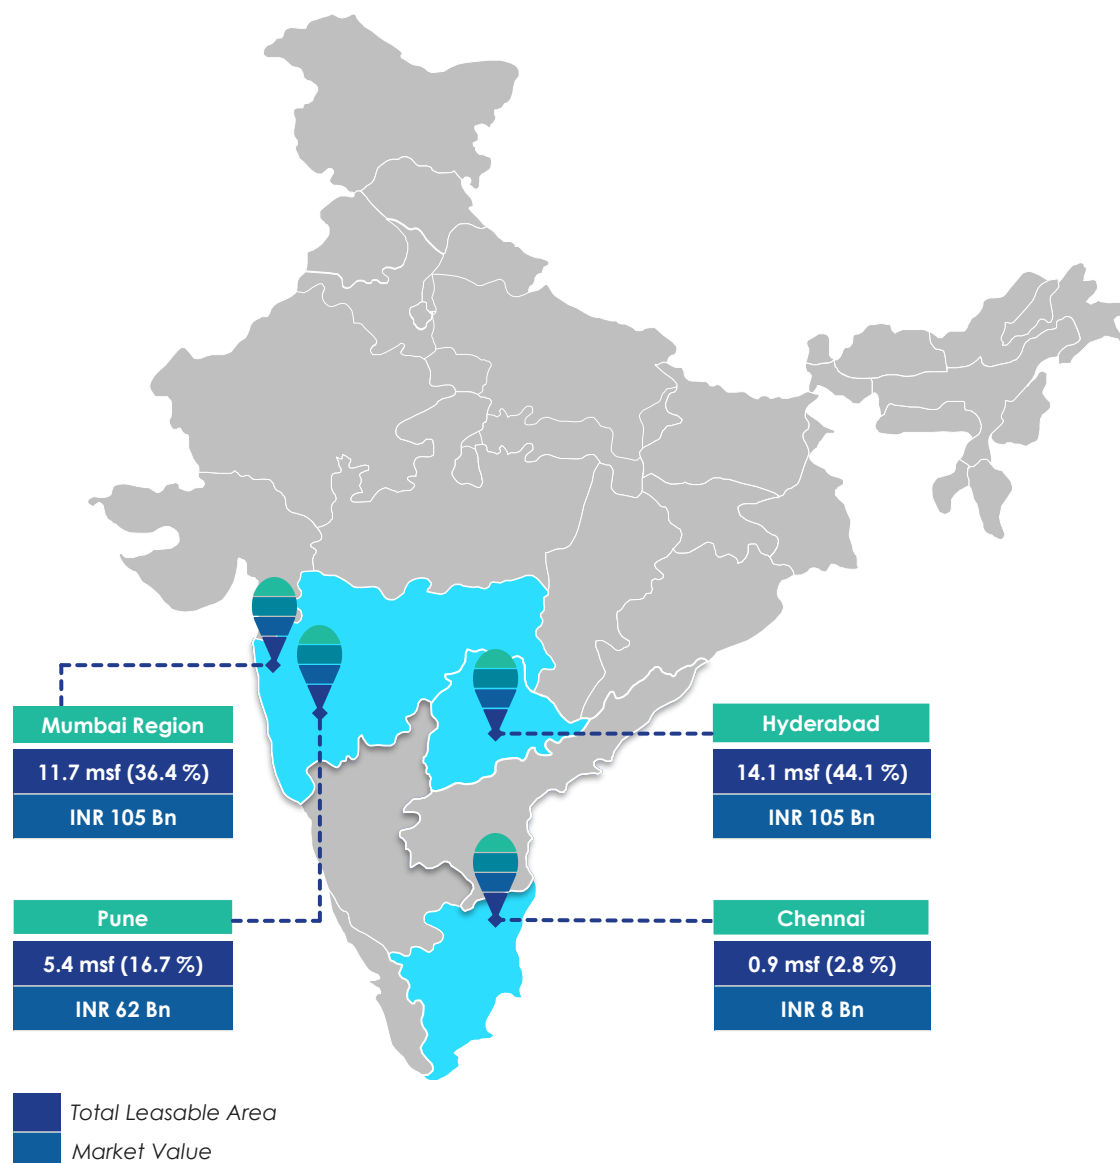 Mumbai Region
11.7 msf (36.4 %)
INR 105 Bn
Hyderabad
14.1 msf (44.1 %)
INR 105 Bn
Pune
5.4 msf (16.7 %)
INR 62 Bn
Chennai
0.9 msf (2.8 %)
INR 8 Bn
Total Leasable Area
Market Value